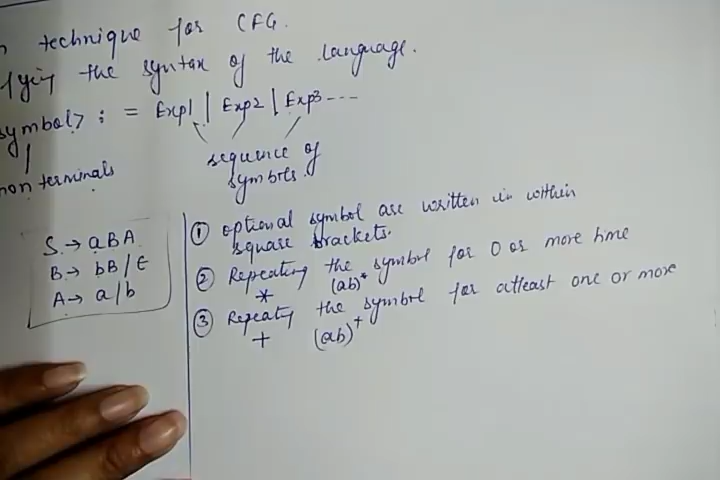 technique for CFG.
fying the syntax of the language.
symbol> : = Exp1 | Exp2 | Exp3 ---
non terminals
sequence of
symbols.
S → aBA
B → bB/E
A → a/b
① optional symbol are written in within
square brackets.
② Repeating the symbol for 0 or more time
* (ab)*
③ Repeaty the symbol for atleast one or more
+ (ab)+